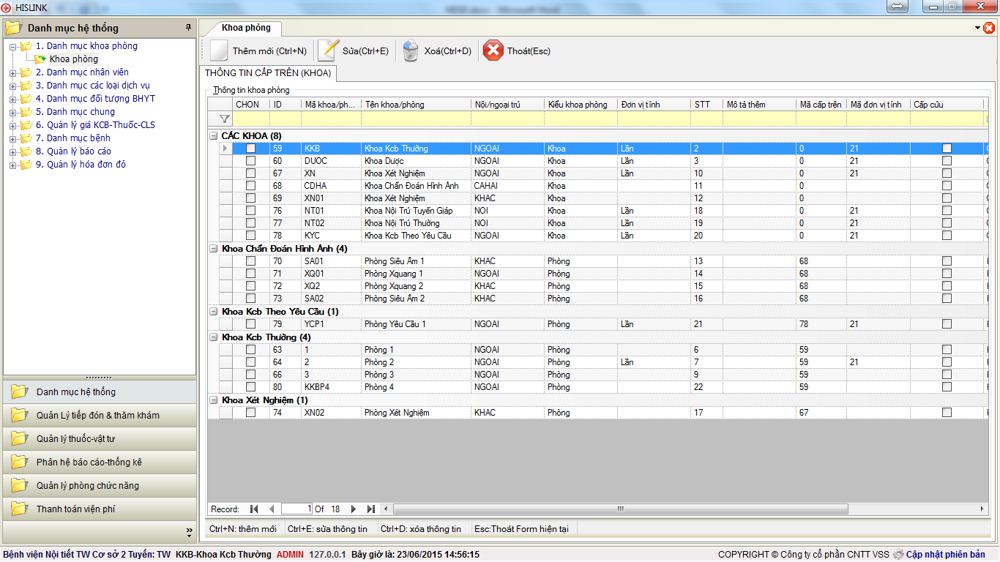 HISLINK
Danh mục hệ thống
1. Danh mục khoa phòng
Khoa phòng
2. Danh mục nhân viên
3. Danh mục các loại dịch vụ
4. Danh mục đối tượng BHYT
5. Danh mục chung
6. Quản lý giá KCB-Thuốc-CLS
7. Danh mục bệnh
8. Quản lý báo cáo
9. Quản lý hóa đơn đỏ
Danh mục hệ thống
Quản Lý tiếp đón & thăm khám
Quản lý thuốc-vật tư
Phân hệ báo cáo-thống kê
Quản lý phòng chức năng
Thanh toán viện phí
Khoa phòng
Thêm mới (Ctrl+N) Sửa(Ctrl+E) Xoá(Ctrl+D) Thoát(Esc)
THÔNG TIN CẤP TRÊN (KHOA)
Thông tin khoa phòng
CHON ID Mã khoa/ph... Tên khoa/phòng Nội/ngoại trú Kiểu khoa phòng Đơn vị tính STT Mô tả thêm Mã cấp trên Mã đơn vị tính Cấp cứu
CÁC KHOA (8)
59 KKB Khoa Kcb Thường NGOAI Khoa Lần 2 0 21
60 DUOC Khoa Dược NGOAI Khoa Lần 3 0 21
67 XN Khoa Xét Nghiệm NGOAI Khoa Lần 10 0 21
68 CDHA Khoa Chẩn Đoán Hình Ảnh CAHAI Khoa 11 0
69 XN01 Khoa Xét Nghiệm KHAC Khoa 12 0
76 NT01 Khoa Nội Trú Tuyến Giáp NOI Khoa Lần 18 0 21
77 NT02 Khoa Nội Trú Thường NOI Khoa Lần 19 0 21
78 KYC Khoa Kcb Theo Yêu Cầu NGOAI Khoa Lần 20 0 21
Khoa Chẩn Đoán Hình Ảnh (4)
70 SA01 Phòng Siêu Âm 1 KHAC Phòng 13 68
71 XQ01 Phòng Xquang 1 NGOAI Phòng 14 68
72 XQ2 Phòng Xquang 2 KHAC Phòng 15 68
73 SA02 Phòng Siêu Âm 2 KHAC Phòng 16 68
Khoa Kcb Theo Yêu Cầu (1)
79 YCP1 Phòng Yêu Cầu 1 NGOAI Phòng Lần 21 78 21
Khoa Kcb Thường (4)
63 1 Phòng 1 NGOAI Phòng 6 59
64 2 Phòng 2 NGOAI Phòng Lần 7 59 21
66 3 Phòng 3 NGOAI Phòng 9 59
80 KKBP4 Phòng 4 NGOAI Phòng 22 59
Khoa Xét Nghiệm (1)
74 XN02 Phòng Xét Nghiệm KHAC Phòng 17 67
Record: 1 Of 18
Ctrl+N: thêm mới Ctrl+E: sửa thông tin Ctrl+D: xóa thông tin Esc:Thoát Form hiện tại
Bệnh viện Nội tiết TW Cơ sở 2 Tuyến: TW KKB-Khoa Kcb Thường ADMIN 127.0.0.1 Bây giờ là: 23/06/2015 14:56:15 COPYRIGHT © Công ty cổ phần CNTT VSS Cập nhật phiên bản